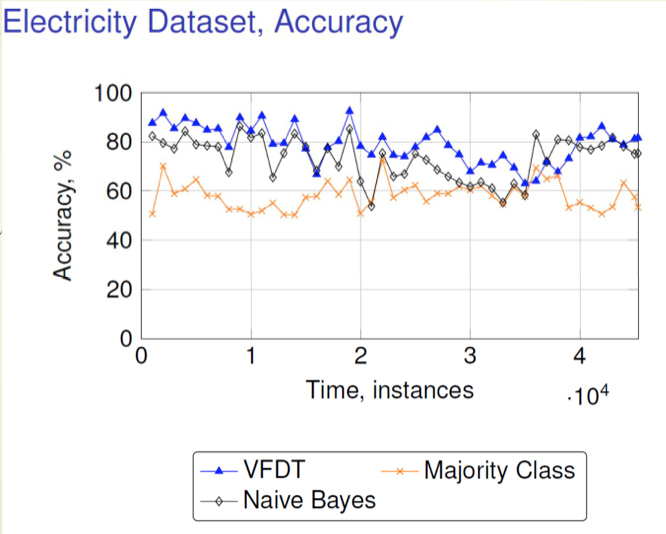 Electricity Dataset, Accuracy
100
80
60
40
20
0
Accuracy, %
0 1 2 3 4
Time, instances
·10⁴
VFDT Majority Class
Naive Bayes